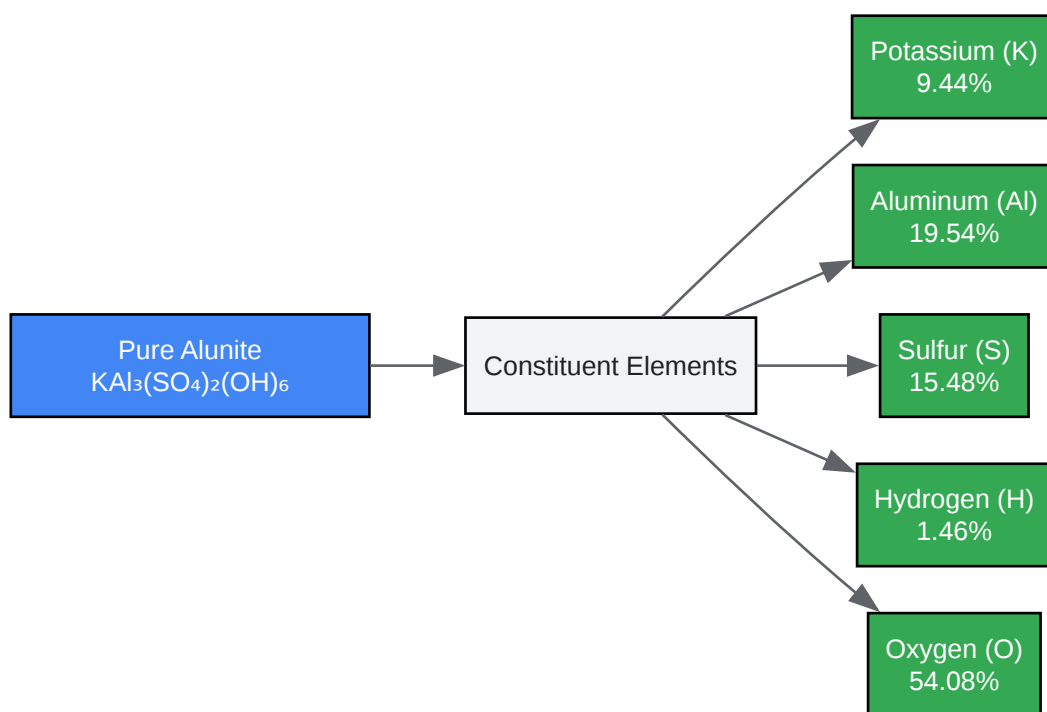 Pure Alunite
KAl₃(SO₄)₂(OH)₆
Constituent Elements
Potassium (K)
9.44%
Aluminum (Al)
19.54%
Sulfur (S)
15.48%
Hydrogen (H)
1.46%
Oxygen (O)
54.08%